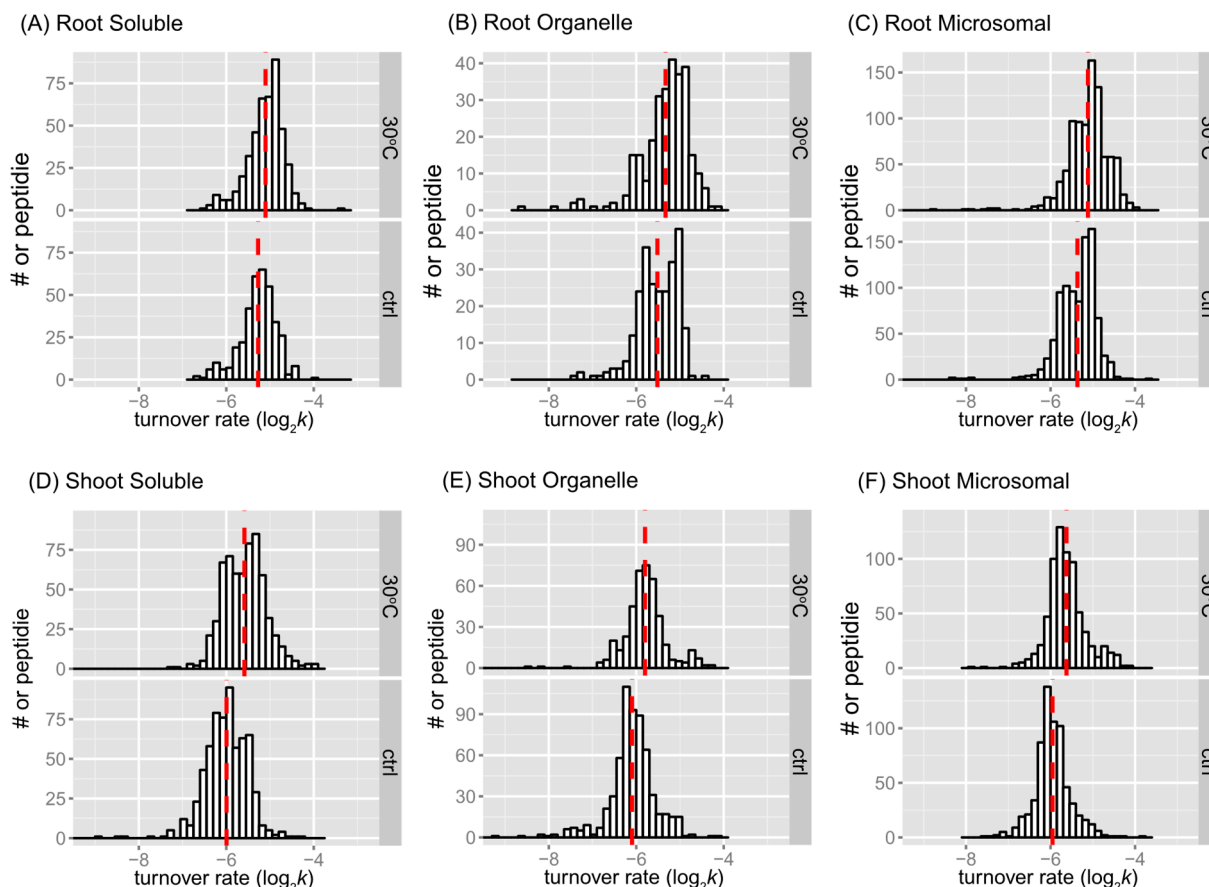 (A) Root Soluble
(B) Root Organelle
(C) Root Microsomal
# or peptidie
75
50
25
0
30°C
75
50
25
0
ctrl
−8 −6 −4
turnover rate (log₂k)
# or peptidie
40
30
20
10
0
30°C
40
30
20
10
0
ctrl
−8 −6 −4
turnover rate (log₂k)
# or peptidie
150
100
50
0
30°C
150
100
50
0
ctrl
−8 −6 −4
turnover rate (log₂k)
(D) Shoot Soluble
(E) Shoot Organelle
(F) Shoot Microsomal
# or peptidie
75
50
25
0
30°C
75
50
25
0
ctrl
−8 −6 −4
turnover rate (log₂k)
# or peptidie
90
60
30
0
30°C
90
60
30
0
ctrl
−8 −6 −4
turnover rate (log₂k)
# or peptidie
100
50
0
30°C
100
50
0
ctrl
−8 −6 −4
turnover rate (log₂k)